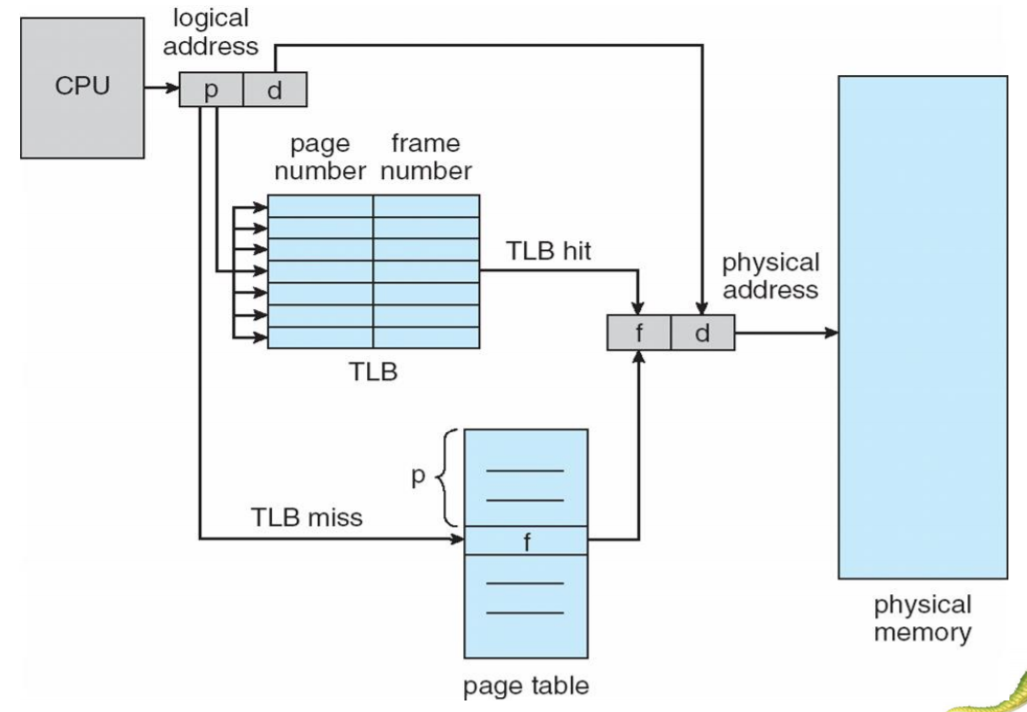 logical
address
CPU
p
d
page
number
frame
number
TLB hit
physical
address
f
d
TLB
p
TLB miss
f
physical
memory
page table